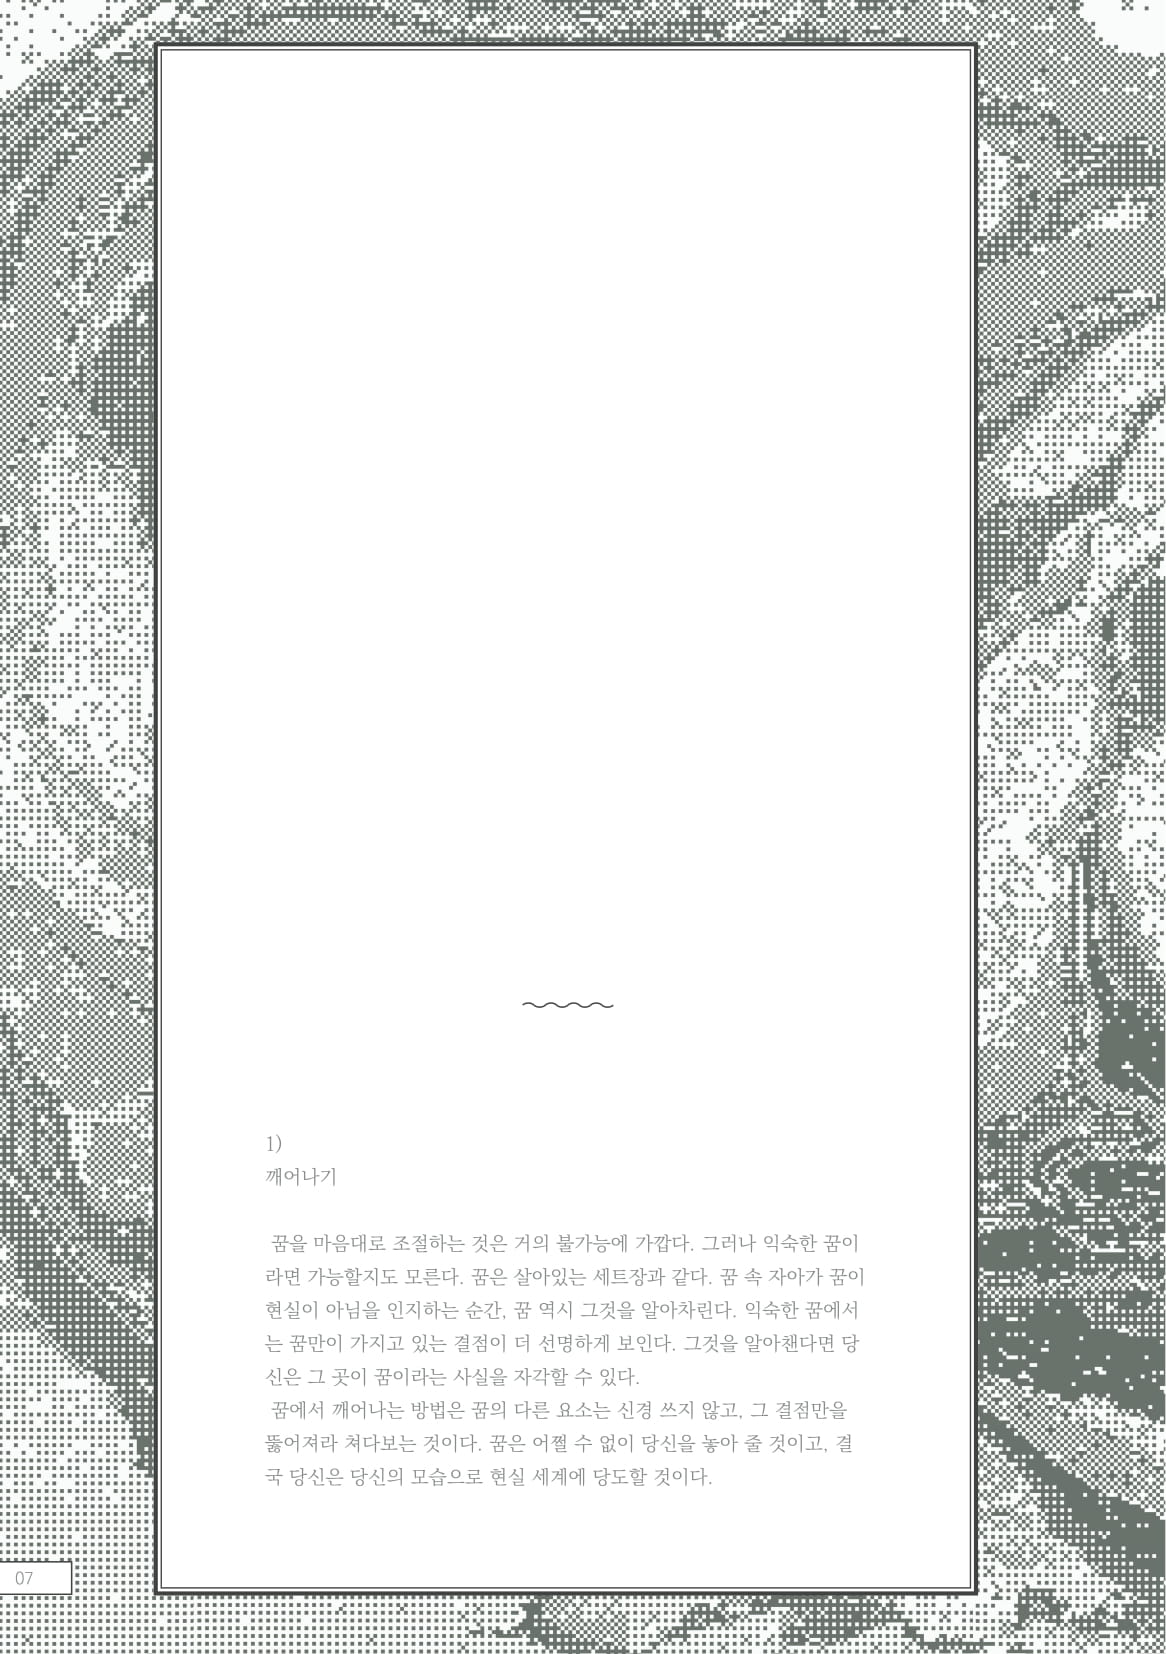 1)
깨어나기
꿈을 마음대로 조절하는 것은 거의 불가능에 가깝다. 그러나 익숙한 꿈이
라면 가능할지도 모른다. 꿈은 살아있는 세트장과 같다. 꿈 속 자아가 꿈이
현실이 아님을 인지하는 순간, 꿈 역시 그것을 알아차린다. 익숙한 꿈에서
는 꿈만이 가지고 있는 결점이 더 선명하게 보인다. 그것을 알아챈다면 당
신은 그 곳이 꿈이라는 사실을 자각할 수 있다.
꿈에서 깨어나는 방법은 꿈의 다른 요소는 신경 쓰지 않고, 그 결점만을
뚫어져라 쳐다보는 것이다. 꿈은 어쩔 수 없이 당신을 놓아 줄 것이고, 결
국 당신은 당신의 모습으로 현실 세계에 당도할 것이다.
07